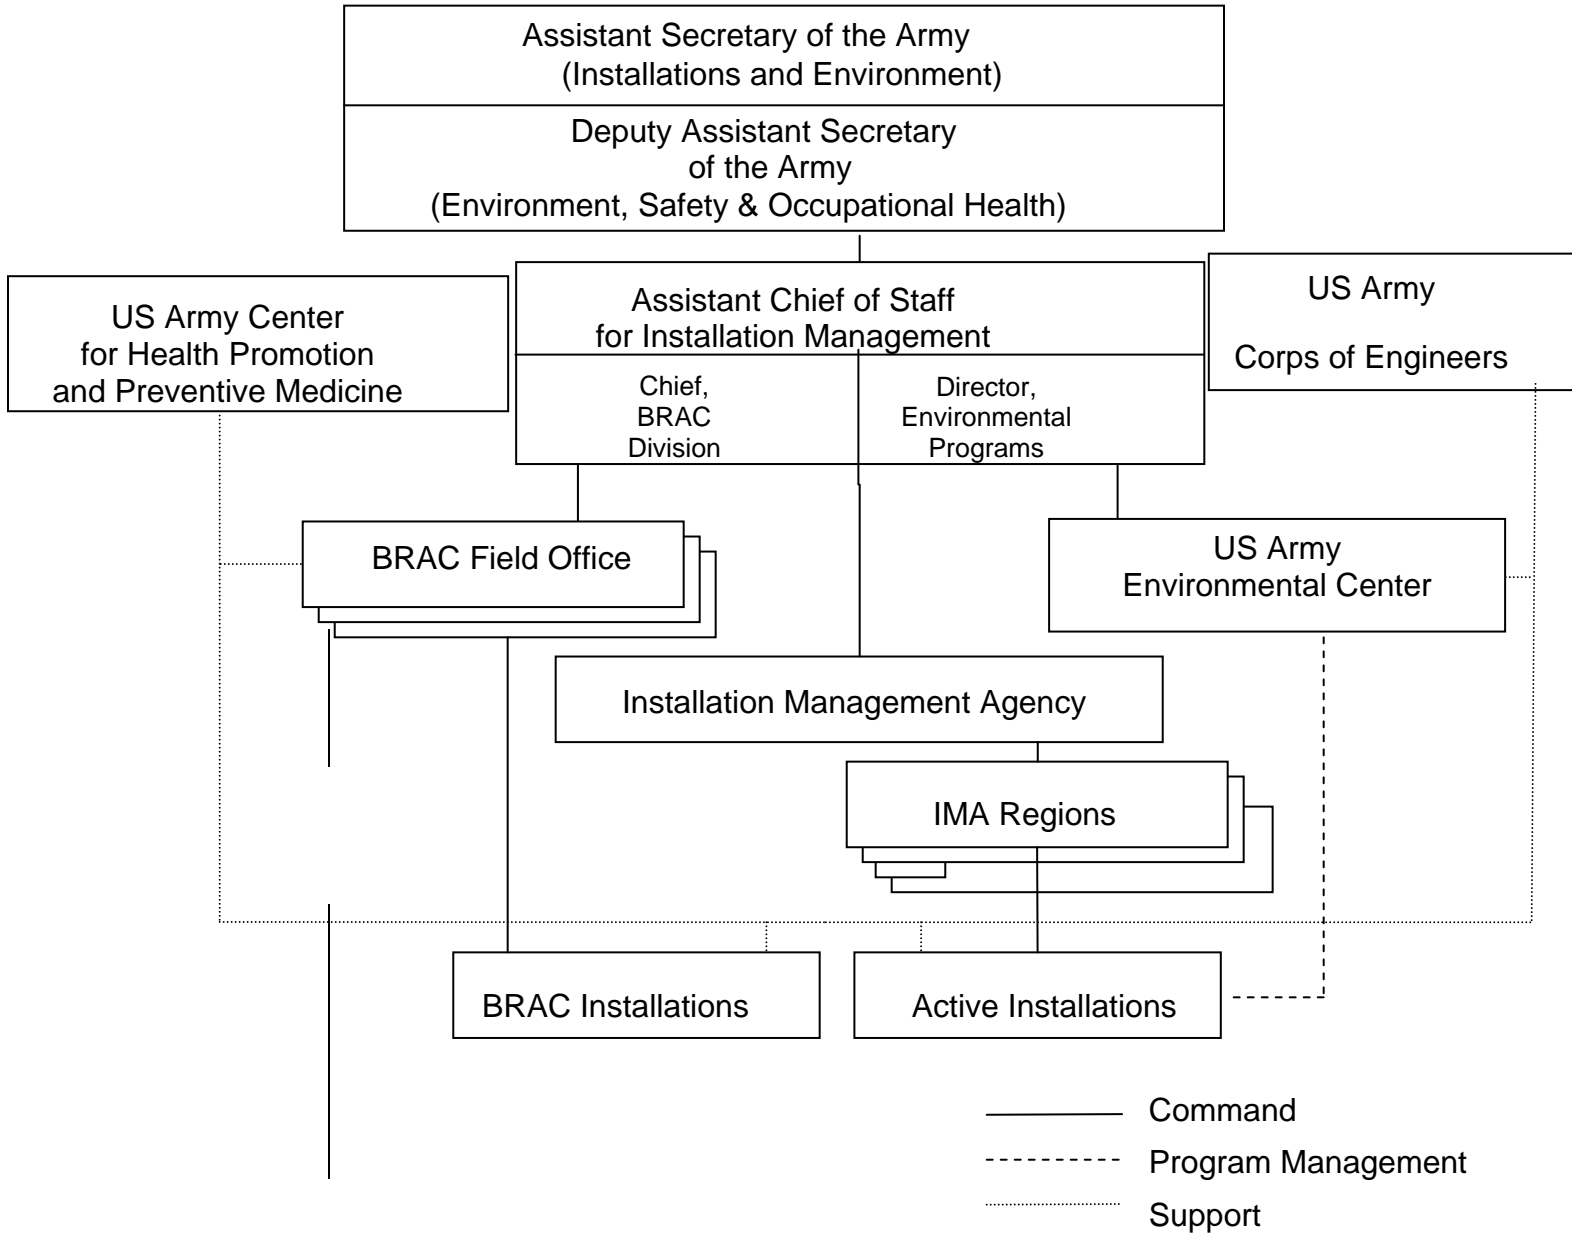 Assistant Secretary of the Army
(Installations and Environment)
Deputy Assistant Secretary
of the Army
(Environment, Safety & Occupational Health)
US Army Center
for Health Promotion
and Preventive Medicine
Assistant Chief of Staff
for Installation Management
Chief,
BRAC
Division
Director,
Environmental
Programs
US Army
Corps of Engineers
BRAC Field Office
US Army
Environmental Center
Installation Management Agency
IMA Regions
BRAC Installations
Active Installations
Command
Program Management
Support